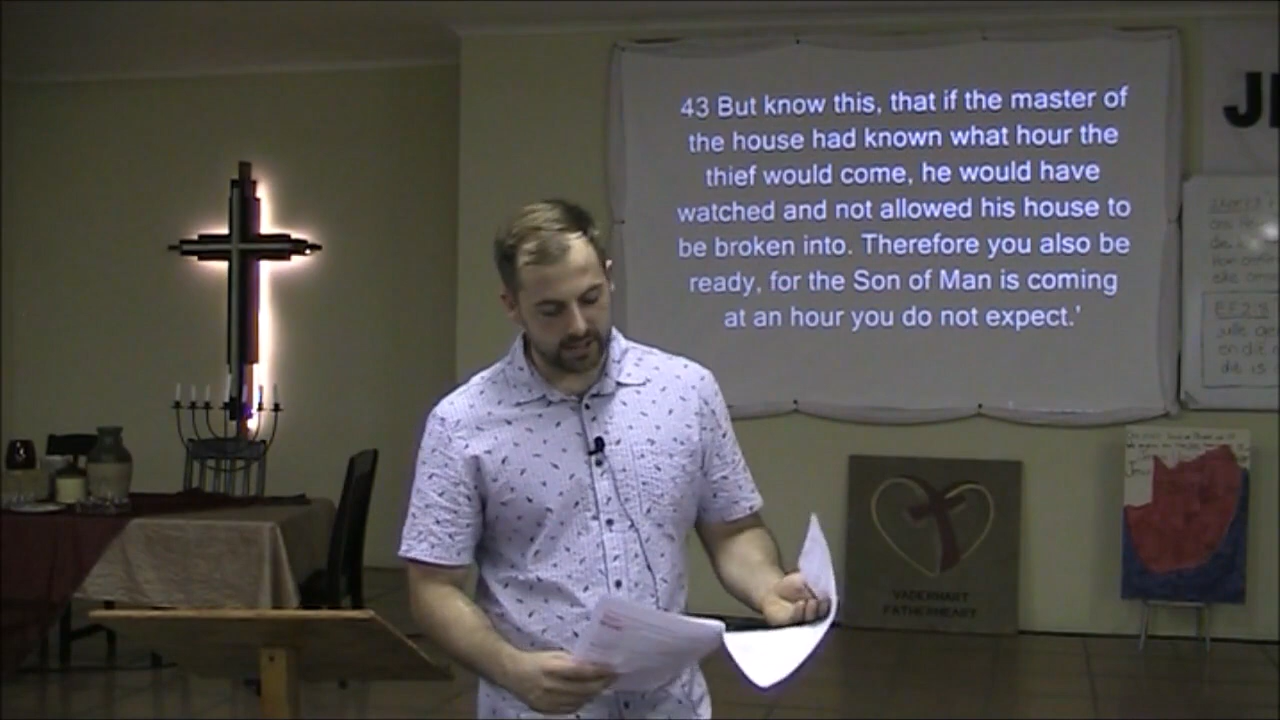 43 But know this, that if the master of
the house had known what hour the
thief would come, he would have
watched and not allowed his house to
be broken into. Therefore you also be
ready, for the Son of Man is coming
at an hour you do not expect.'
JE
VADERHART
FATHERHEART